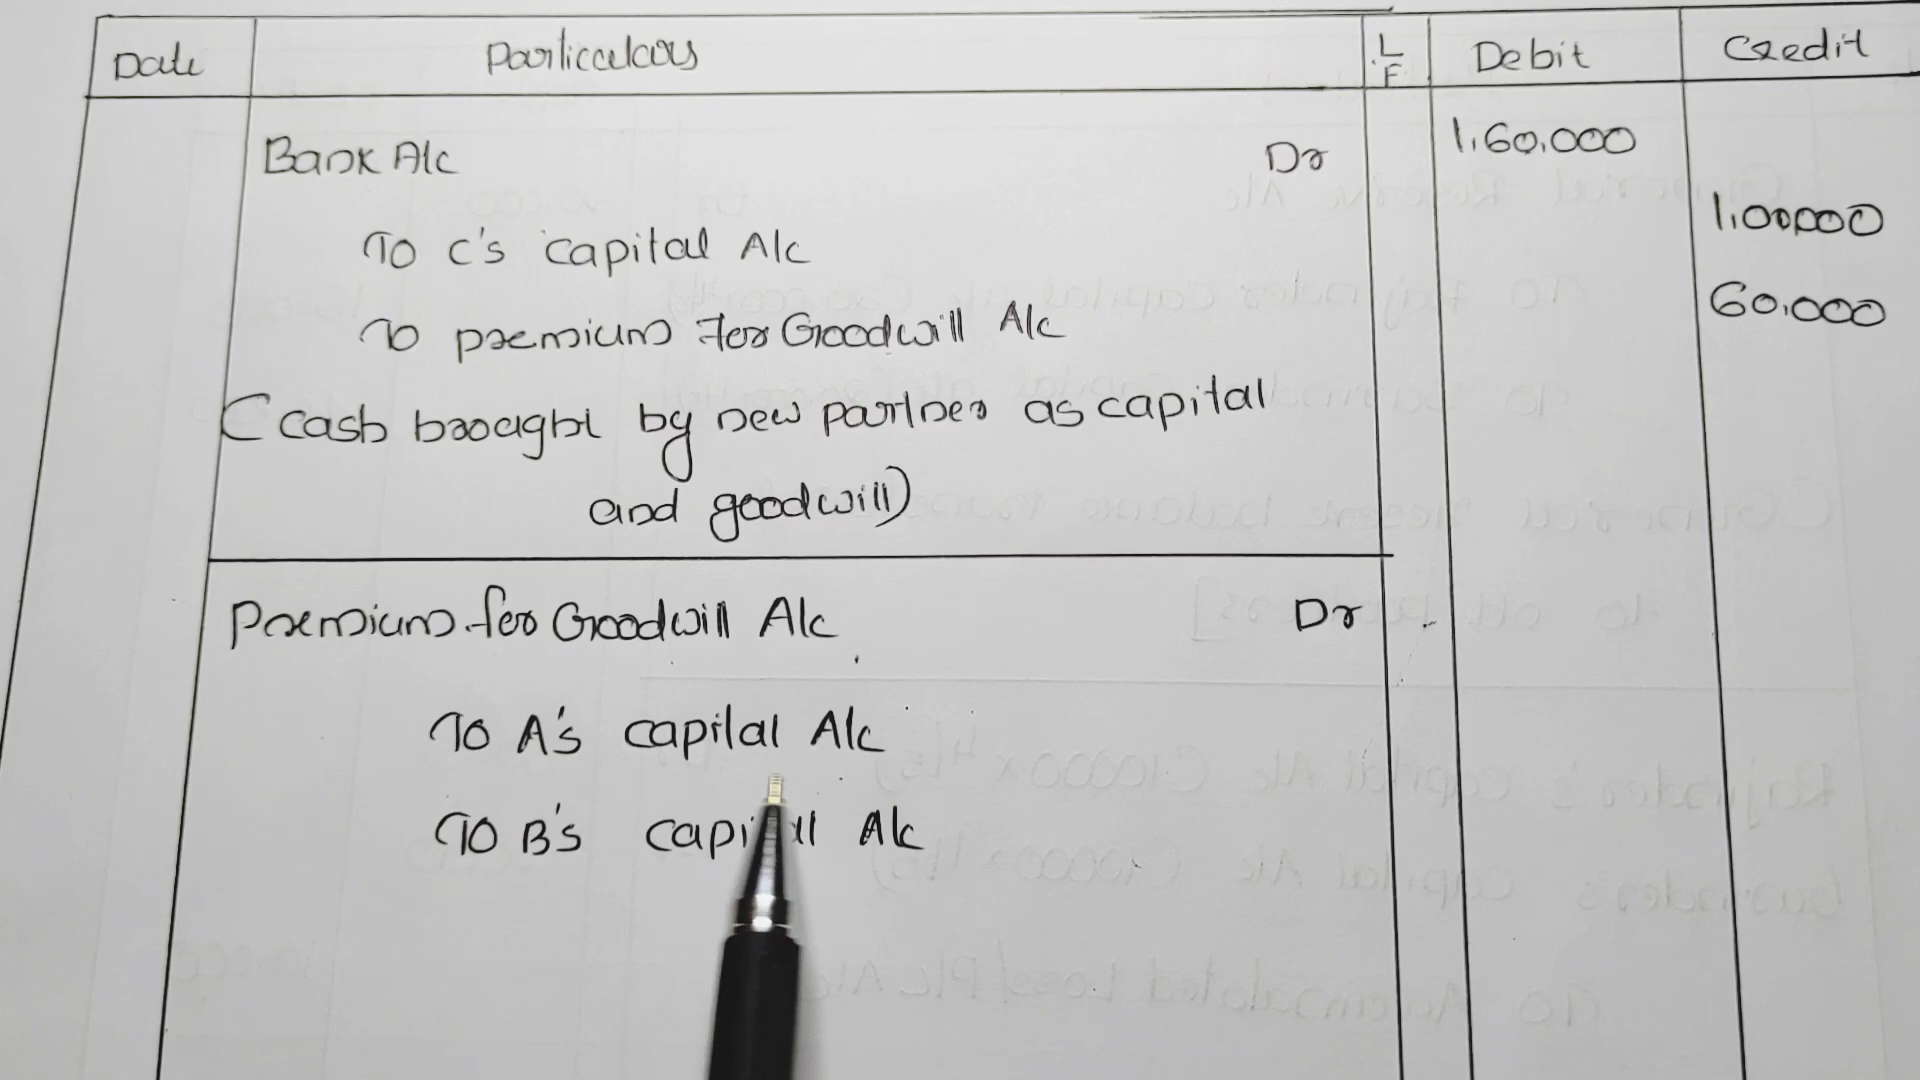 Date Particulars L.F Debit Credit
Bank A/c Dr 1,60,000
To C's capital A/c 1,00,000
To premium for Goodwill A/c 60,000
(cash brought by new partner as capital
and goodwill)
Premium for Goodwill A/c Dr
To A's capital A/c
To B's capital A/c